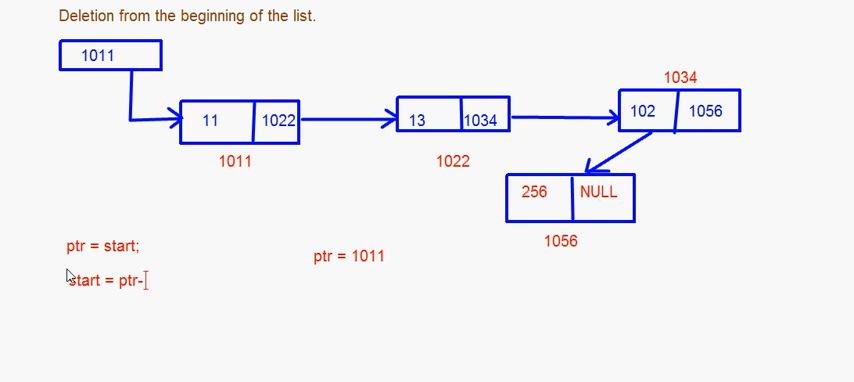 Deletion from the beginning of the list.
1011
1034
102 1056
11 1022
13 1034
1011
1022
256 NULL
1056
ptr = start;
ptr = 1011
start = ptr-